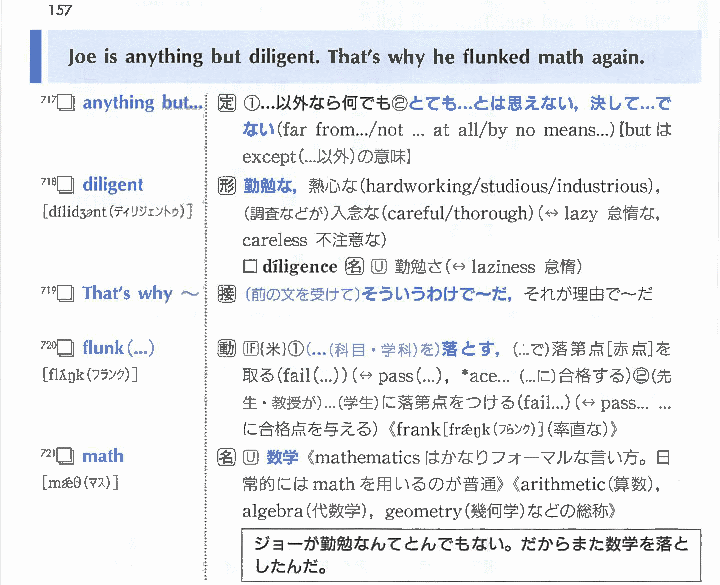 157
Joe is anything but diligent. That's why he flunked math again.
717□ anything but... 定 ①...以外なら何でも②とても...とは思えない，決して...で
ない(far from.../not ... at all/by no means...)【but は
except(...以外)の意味】
718□ diligent 形 勤勉な，熱心な(hardworking/studious/industrious)，
[dílidʒənt(ディリジェントゥ)] (調査などが)入念な(careful/thorough)(↔ lazy 怠惰な，
careless 不注意な)
□ díligence 名 Ⓤ 勤勉さ(↔ laziness 怠惰)
719□ That's why ～ 接 (前の文を受けて)そういうわけで～だ，それが理由で～だ
720□ flunk(...) 動 IF{米}①(...(科目・学科)を)落とす，(...で)落第点[赤点]を
[flʌ́ŋk(フランク)] 取る(fail(...))(↔ pass(...)，*ace... (...に)合格する)②(先
生・教授が)...(学生)に落第点をつける(fail...)(↔ pass... ...
に合格点を与える)《frank[frǽŋk(フらンク)](率直な)》
721□ math 名 Ⓤ 数学《mathematics はかなりフォーマルな言い方。日
[mǽθ(マス)] 常的には math を用いるのが普通》《arithmetic(算数)，
algebra(代数学)，geometry(幾何学)などの総称》
ジョーが勤勉なんてとんでもない。だからまた数学を落と
したんだ。